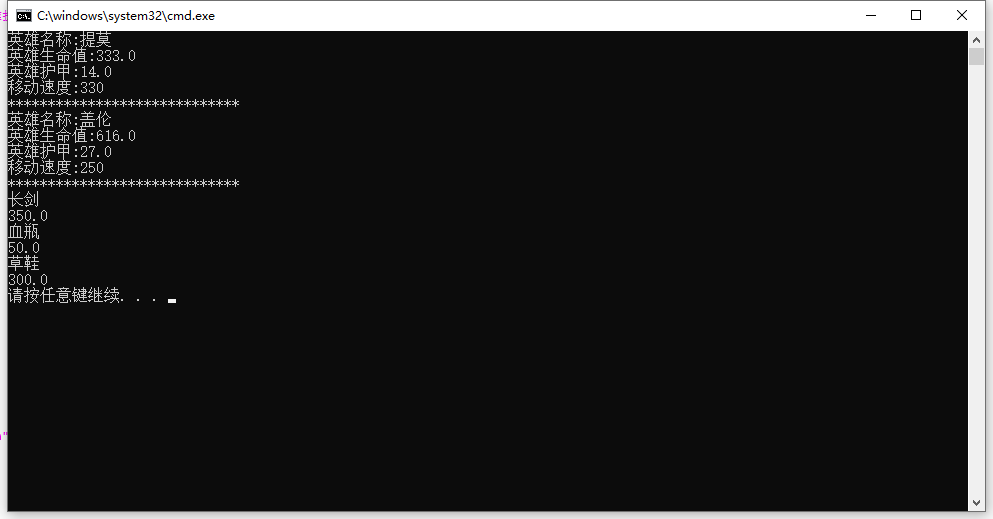 C:\windows\system32\cmd.exe
英雄名称:提莫
英雄生命值:333.0
英雄护甲:14.0
移动速度:330
*****************************
英雄名称:盖伦
英雄生命值:616.0
英雄护甲:27.0
移动速度:250
*****************************
长剑
350.0
血瓶
50.0
草鞋
300.0
请按任意键继续. . .